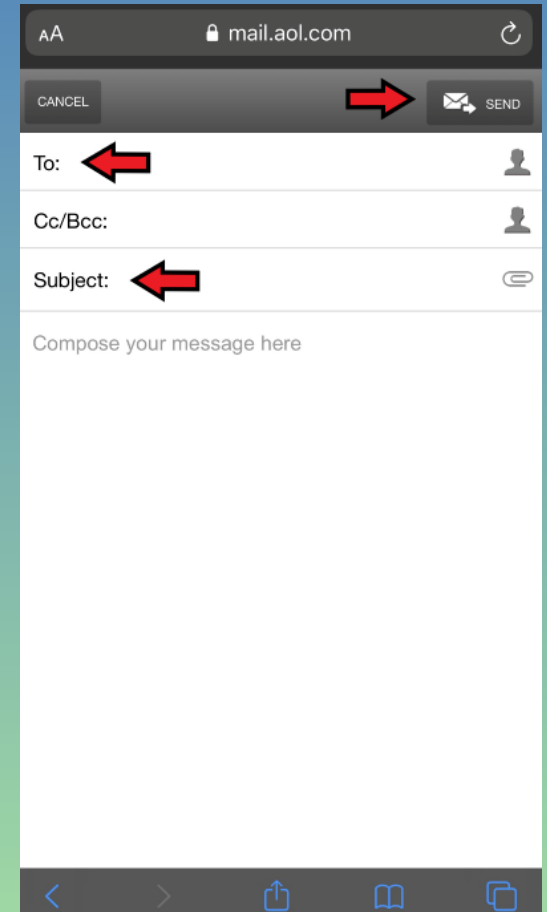 AA mail.aol.com
CANCEL SEND
To:
Cc/Bcc:
Subject:
Compose your message here